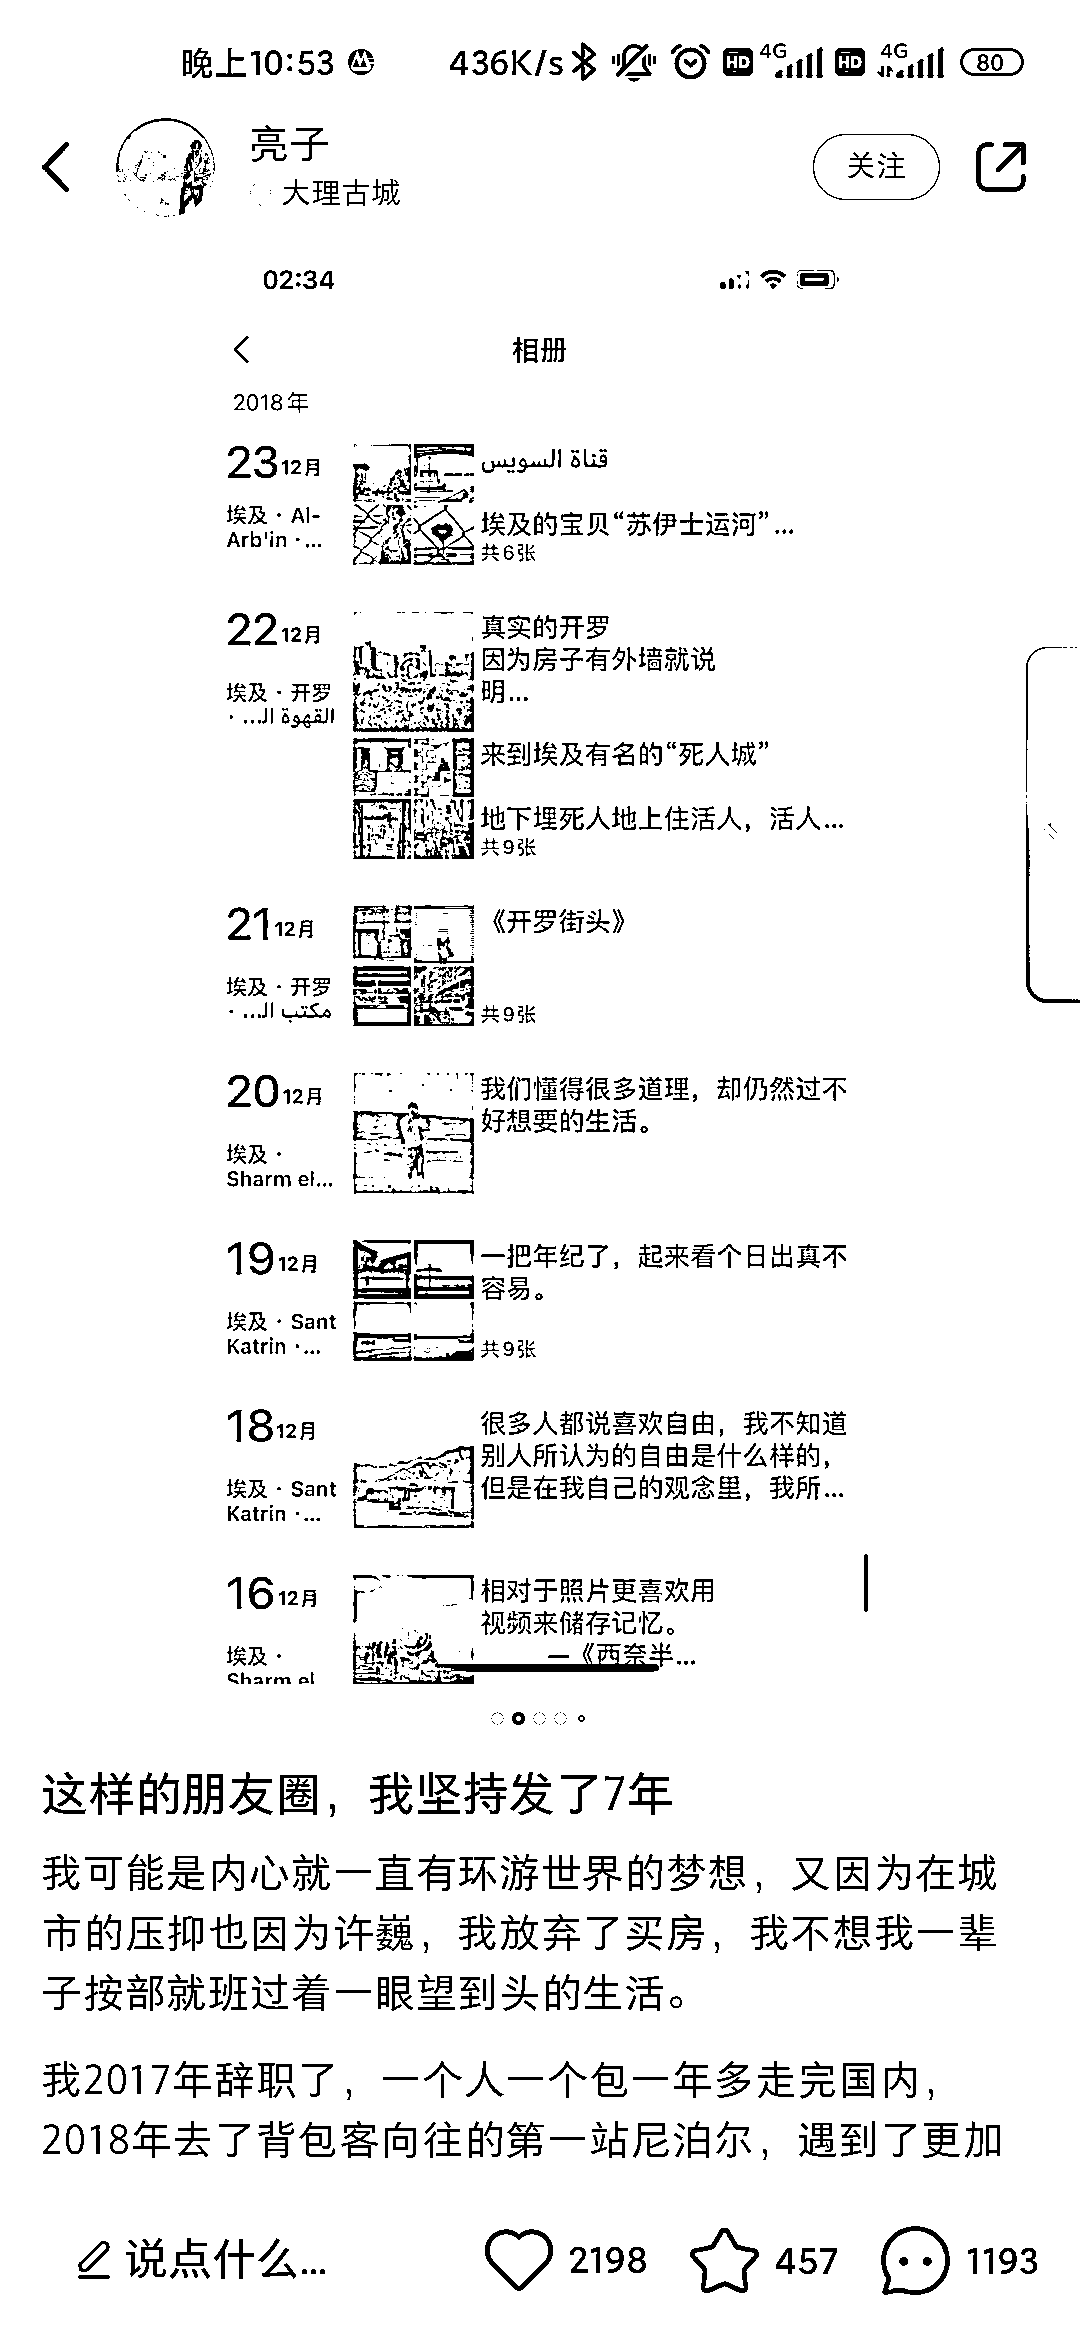 晚上10:53 436K/s HD 4G HD 4G 80
亮子
大理古城
关注
02:34
相册
2018年
23 12月
埃及 · Al-
Arb'in ·...
قناة السويس
埃及的宝贝“苏伊士运河”...
共6张
22 12月
埃及 · 开罗
· القهوة الـ...
真实的开罗
因为房子有外墙就说
明...
来到埃及有名的“死人城”
地下埋死人地上住活人，活人...
共9张
21 12月
埃及 · 开罗
· مكتب الـ...
《开罗街头》
共9张
20 12月
埃及 ·
Sharm el...
我们懂得很多道理，却仍然过不
好想要的生活。
19 12月
埃及 · Sant
Katrin ·...
一把年纪了，起来看个日出真不
容易。
共9张
18 12月
埃及 · Sant
Katrin ·...
很多人都说喜欢自由，我不知道
别人所认为的自由是什么样的，
但是在我自己的观念里，我所...
16 12月
埃及 ·
Sharm el
相对于照片更喜欢用
视频来储存记忆。
—《西奈半...
这样的朋友圈，我坚持发了7年
我可能是内心就一直有环游世界的梦想，又因为在城
市的压抑也因为许巍，我放弃了买房，我不想我一辈
子按部就班过着一眼望到头的生活。
我2017年辞职了，一个人一个包一年多走完国内，
2018年去了背包客向往的第一站尼泊尔，遇到了更加
说点什么... 2198 457 1193